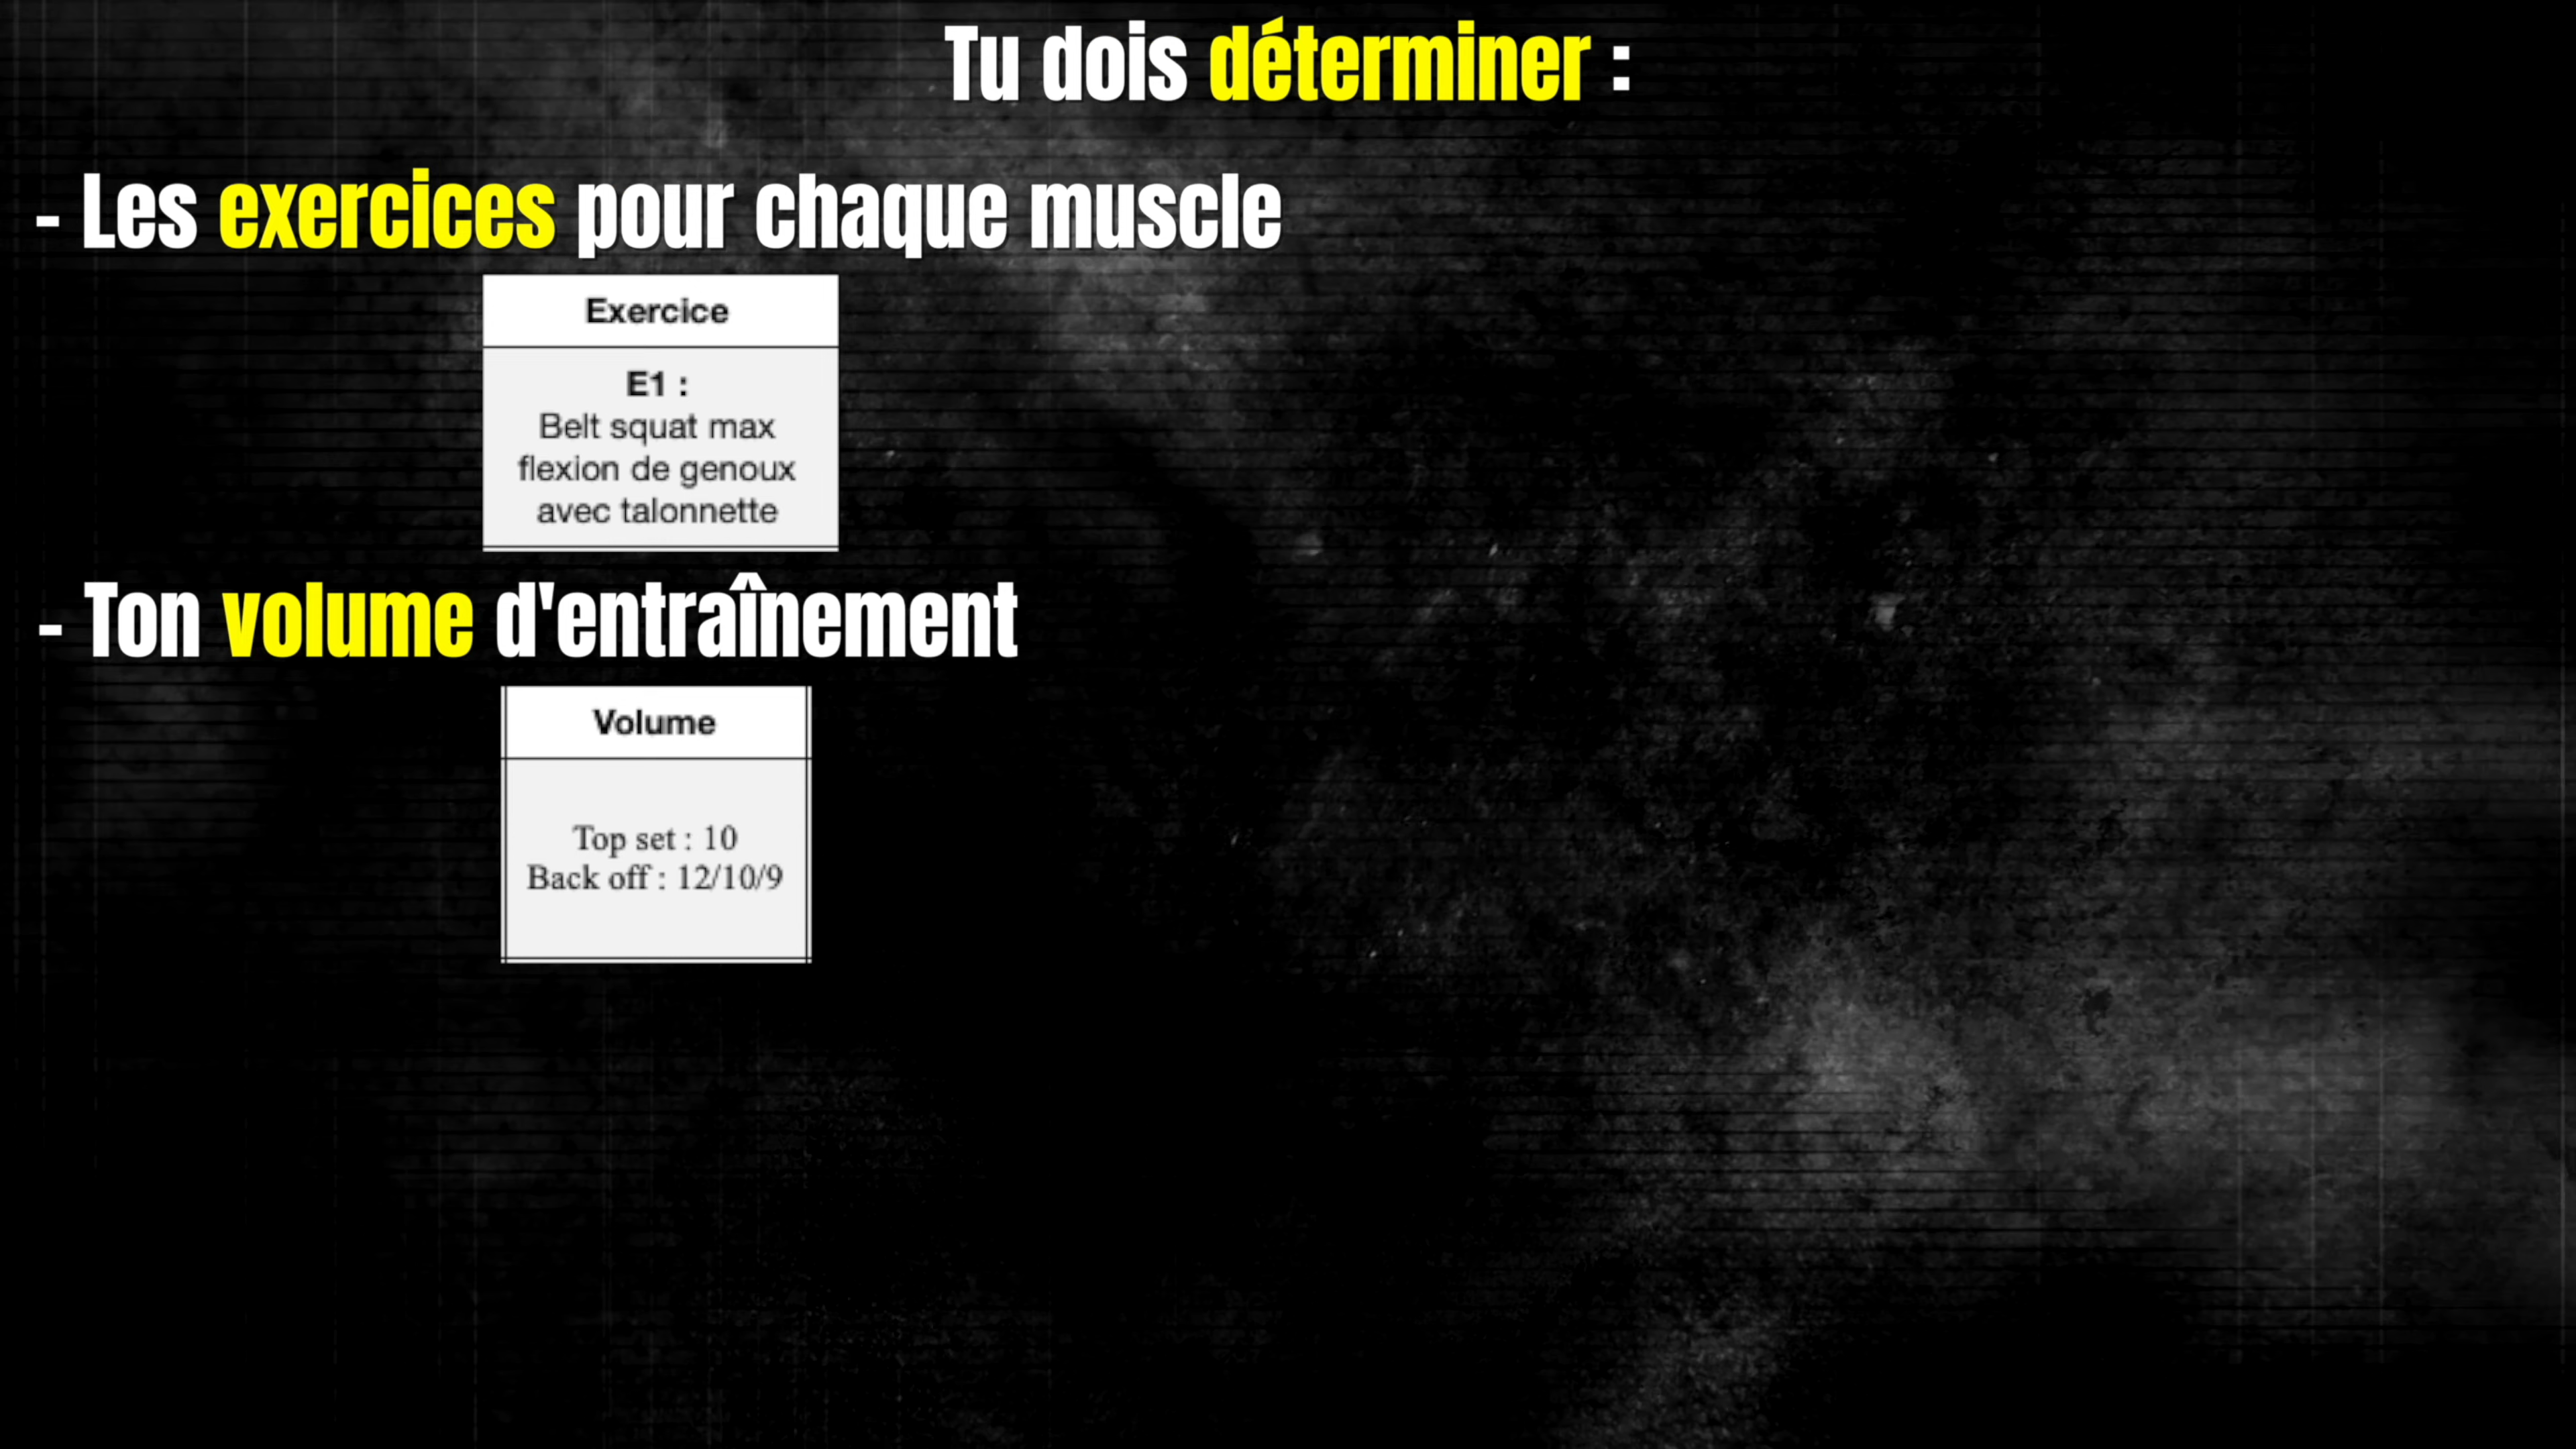 Tu dois déterminer :
- Les exercices pour chaque muscle
Exercice
E1 :
Belt squat max
flexion de genoux
avec talonnette
- Ton volume d'entraînement
Volume
Top set : 10
Back off : 12/10/9